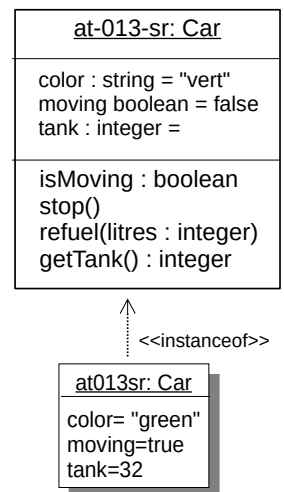 at-013-sr: Car
color : string = "vert"
moving boolean = false
tank : integer =
isMoving : boolean
stop()
refuel(litres : integer)
getTank() : integer
<<instanceof>>
at013sr: Car
color= "green"
moving=true
tank=32